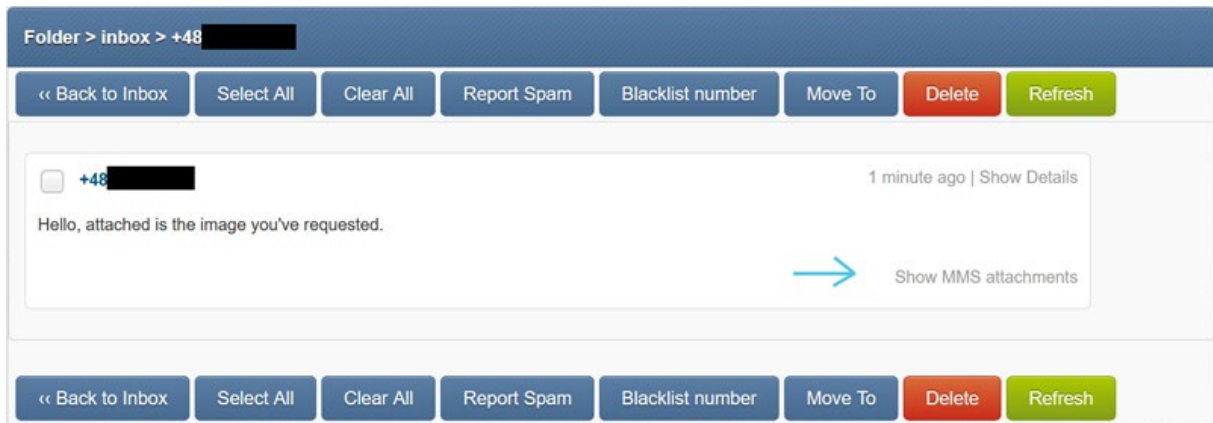 Folder > inbox > +48
‹‹ Back to Inbox Select All Clear All Report Spam Blacklist number Move To Delete Refresh
+48 1 minute ago | Show Details
Hello, attached is the image you've requested.
Show MMS attachments
‹‹ Back to Inbox Select All Clear All Report Spam Blacklist number Move To Delete Refresh